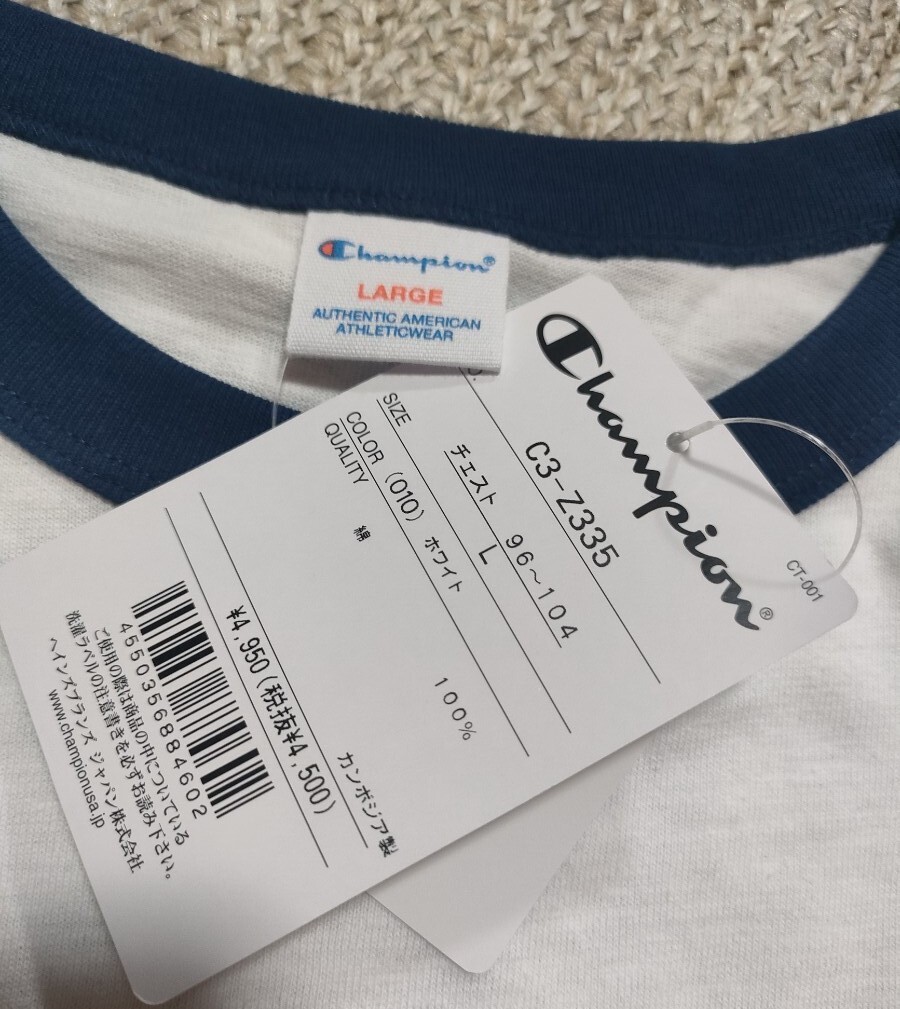 Champion®
LARGE
AUTHENTIC AMERICAN
ATHLETICWEAR
Champion®
CT-001
C3-Z335
SIZE
チェスト 96～104
L
COLOR (010) ホワイト
QUALITY
綿 100%
カンボジア製
¥4,950(税抜¥4,500)
4550356884602
ご使用の際は商品の中についている
洗濯ラベルの注意書きを必ずお読み下さい。
ヘインズブランズ ジャパン株式会社
www.championusa.jp